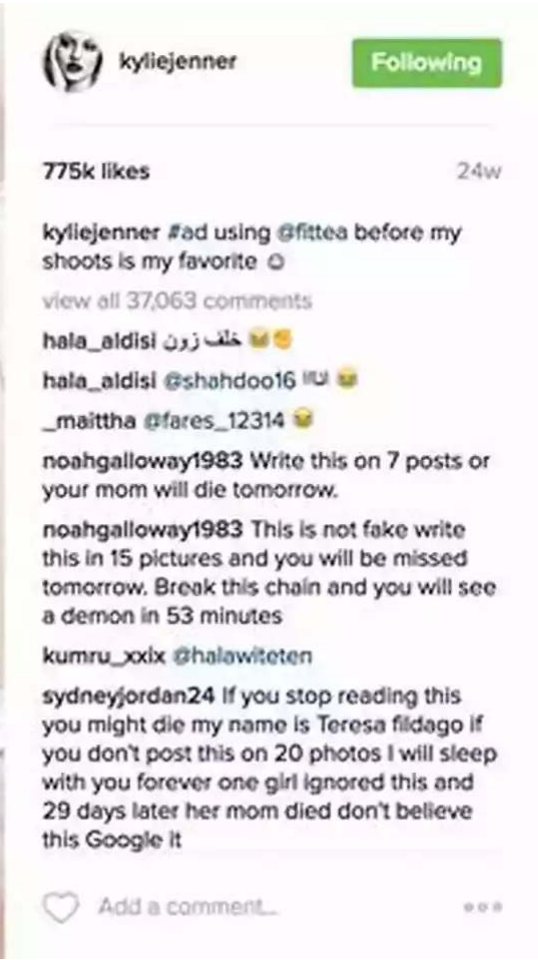 kyliejenner
Following
775k likes
24w
kyliejenner #ad using @fittea before my
shoots is my favorite ☺
view all 37,063 comments
hala_aldisi خلف زون 😂✊
hala_aldisi @shahdoo16 😂
_maittha @fares_12314 😂
noahgalloway1983 Write this on 7 posts or
your mom will die tomorrow.
noahgalloway1983 This is not fake write
this in 15 pictures and you will be missed
tomorrow. Break this chain and you will see
a demon in 53 minutes
kumru_xxix @halawiteten
sydneyjordan24 If you stop reading this
you might die my name is Teresa fildago if
you don't post this on 20 photos I will sleep
with you forever one girl ignored this and
29 days later her mom died don't believe
this Google it
Add a comment...